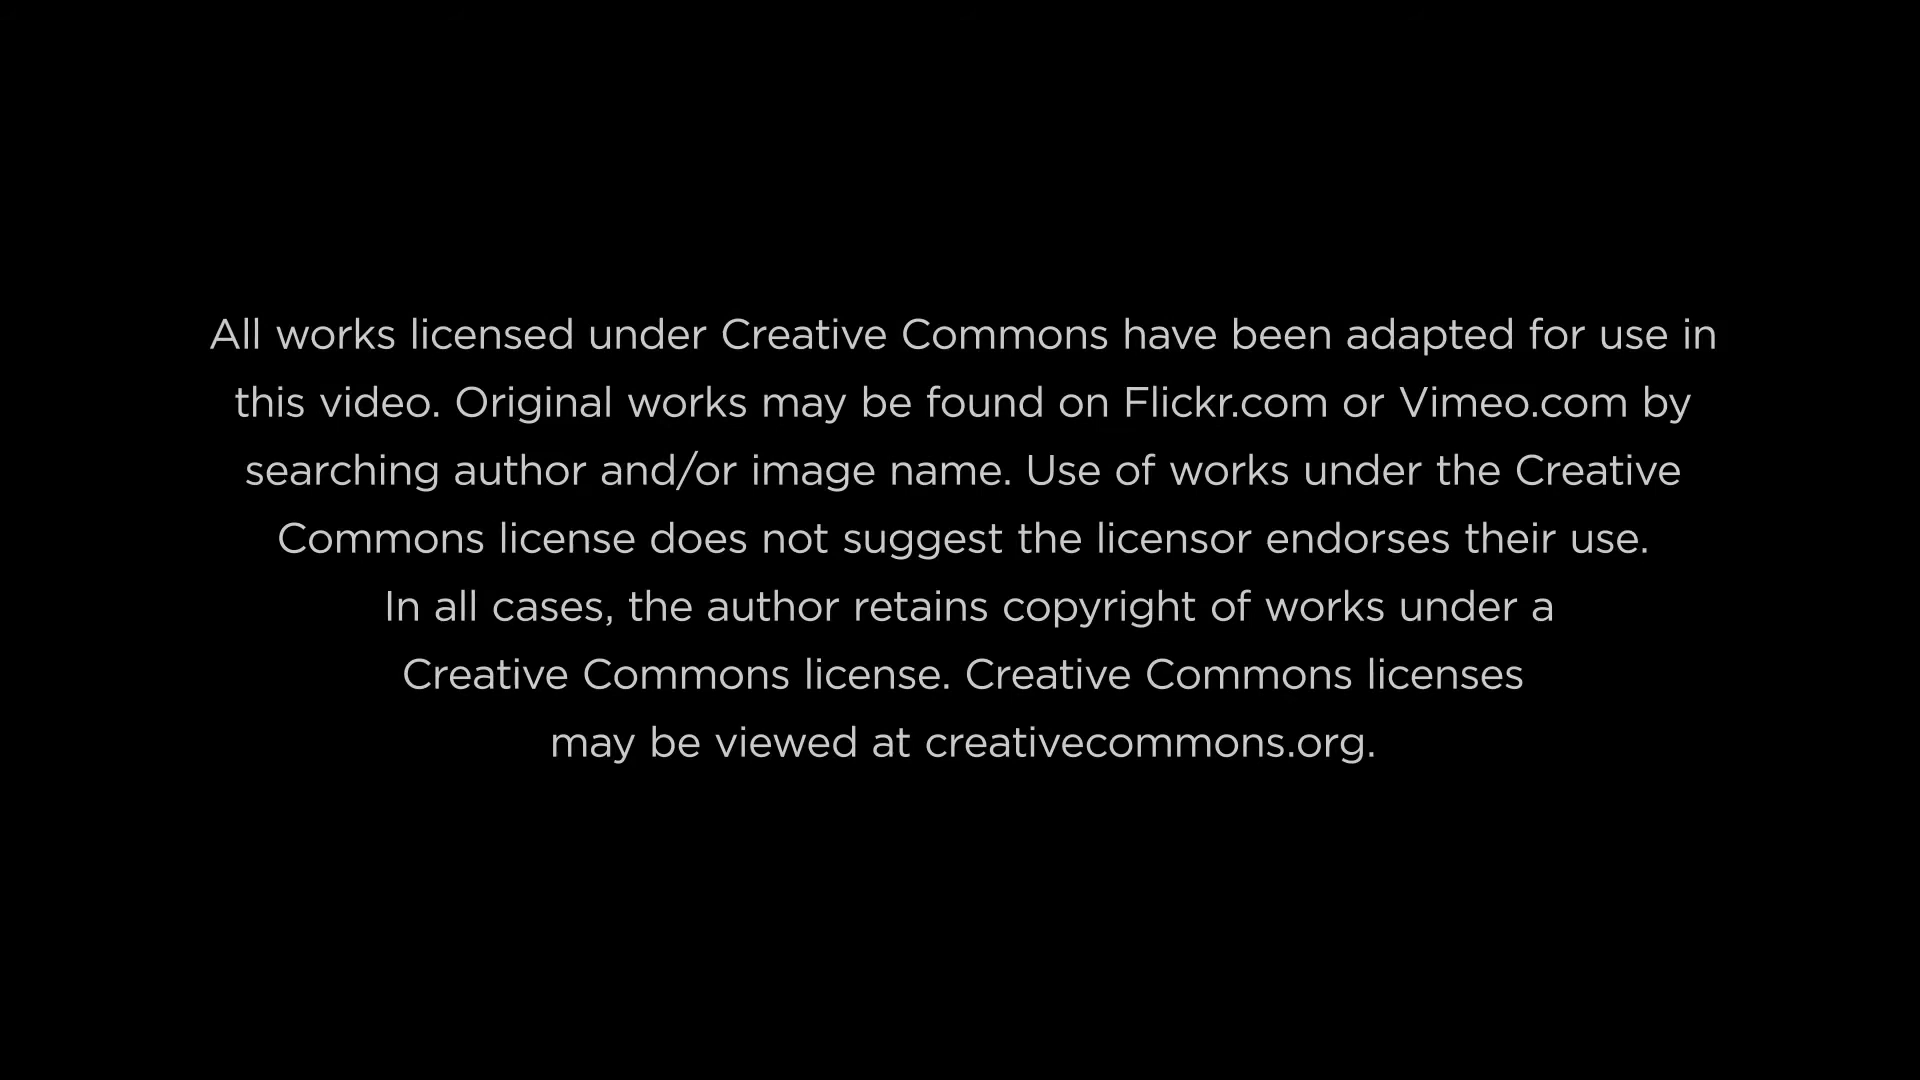 All works licensed under Creative Commons have been adapted for use in
this video. Original works may be found on Flickr.com or Vimeo.com by
searching author and/or image name. Use of works under the Creative
Commons license does not suggest the licensor endorses their use.
In all cases, the author retains copyright of works under a
Creative Commons license. Creative Commons licenses
may be viewed at creativecommons.org.